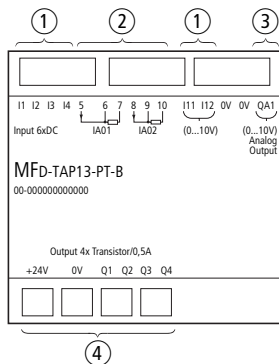 1 2 1 3
I1 I2 I3 I4 5 6 7 8 9 10 I11 I12 0V 0V QA1
Input 6xDC IA01 IA02 (0...10V) (0...10V)
Analog
Output
MFD-TAP13-PT-B
00-000000000000
Output 4x Transistor/0,5A
+24V 0V Q1 Q2 Q3 Q4
4